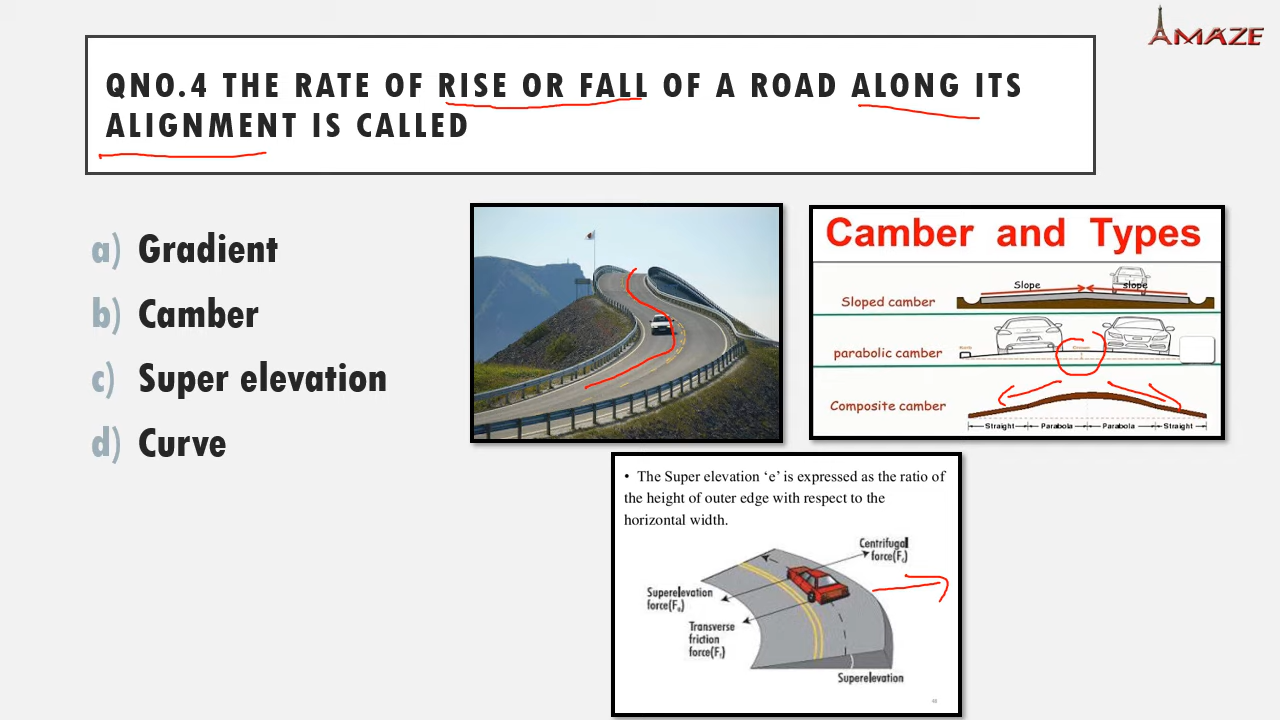 AMAZE
QNO.4 THE RATE OF RISE OR FALL OF A ROAD ALONG ITS
ALIGNMENT IS CALLED
a) Gradient
b) Camber
c) Super elevation
d) Curve
Camber and Types
Slope slope
Sloped camber
parabolic camber
Composite camber
Straight Parabola Parabola Straight
• The Super elevation ‘e’ is expressed as the ratio of
the height of outer edge with respect to the
horizontal width.
Centrifugal
force(Fc)
Superelevation
force(Fe)
Transverse
friction
force(Ff)
Superelevation